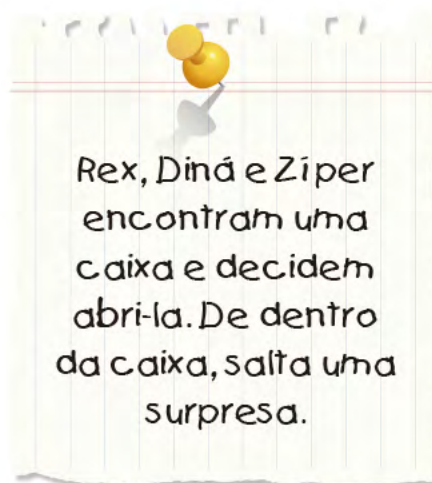 Rex, Diná e Zíper
encontram uma
caixa e decidem
abri-la. De dentro
da caixa, salta uma
surpresa.